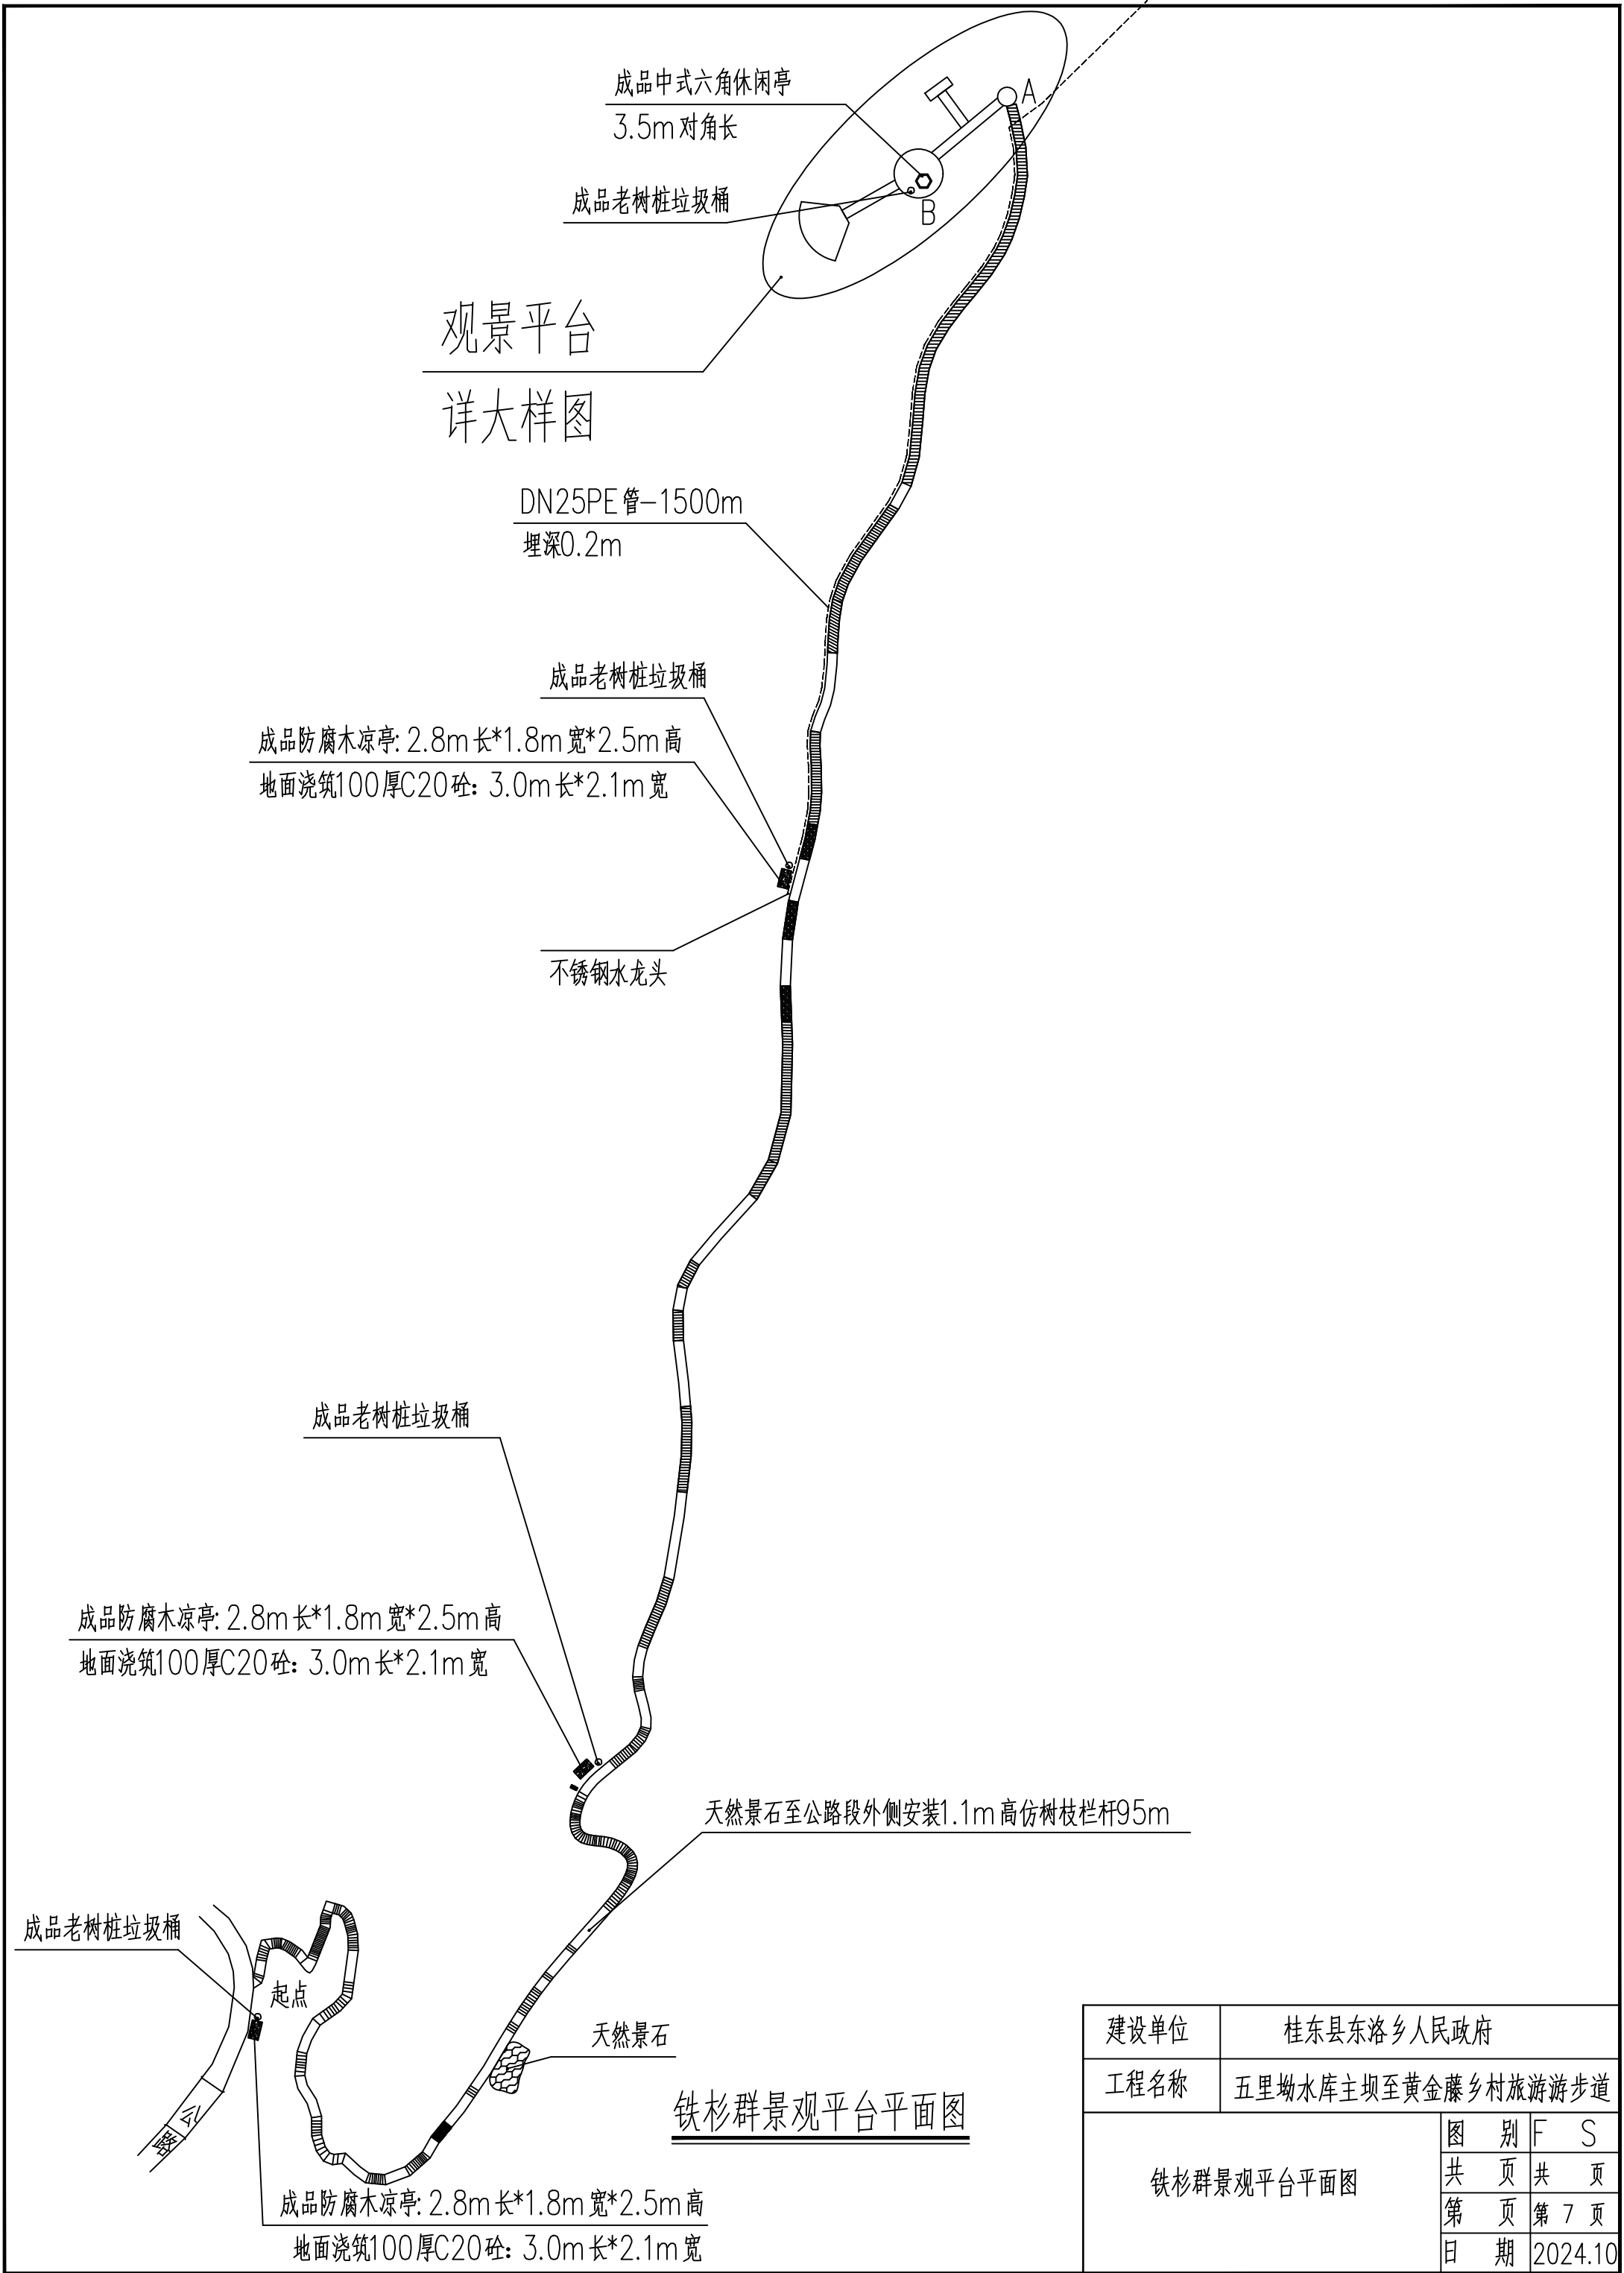 成品中式六角休闲亭
3.5m对角长
A
成品老树桩垃圾桶
B
观景平台
详大样图
DN25PE管-1500m
埋深0.2m
成品老树桩垃圾桶
成品防腐木凉亭:2.8m长*1.8m宽*2.5m高
地面浇筑100厚C20砼：3.0m长*2.1m宽
不锈钢水龙头
成品老树桩垃圾桶
成品防腐木凉亭:2.8m长*1.8m宽*2.5m高
地面浇筑100厚C20砼：3.0m长*2.1m宽
天然景石至公路段外侧安装1.1m高仿树枝栏杆95m
成品老树桩垃圾桶
起点
天然景石
公路
铁杉群景观平台平面图
成品防腐木凉亭:2.8m长*1.8m宽*2.5m高
地面浇筑100厚C20砼：3.0m长*2.1m宽
建设单位 桂东县东洛乡人民政府
工程名称 五里坳水库主坝至黄金藤乡村旅游游步道
铁杉群景观平台平面图
图 别 F S
共 页 共 页
第 页 第 7 页
日 期 2024.10